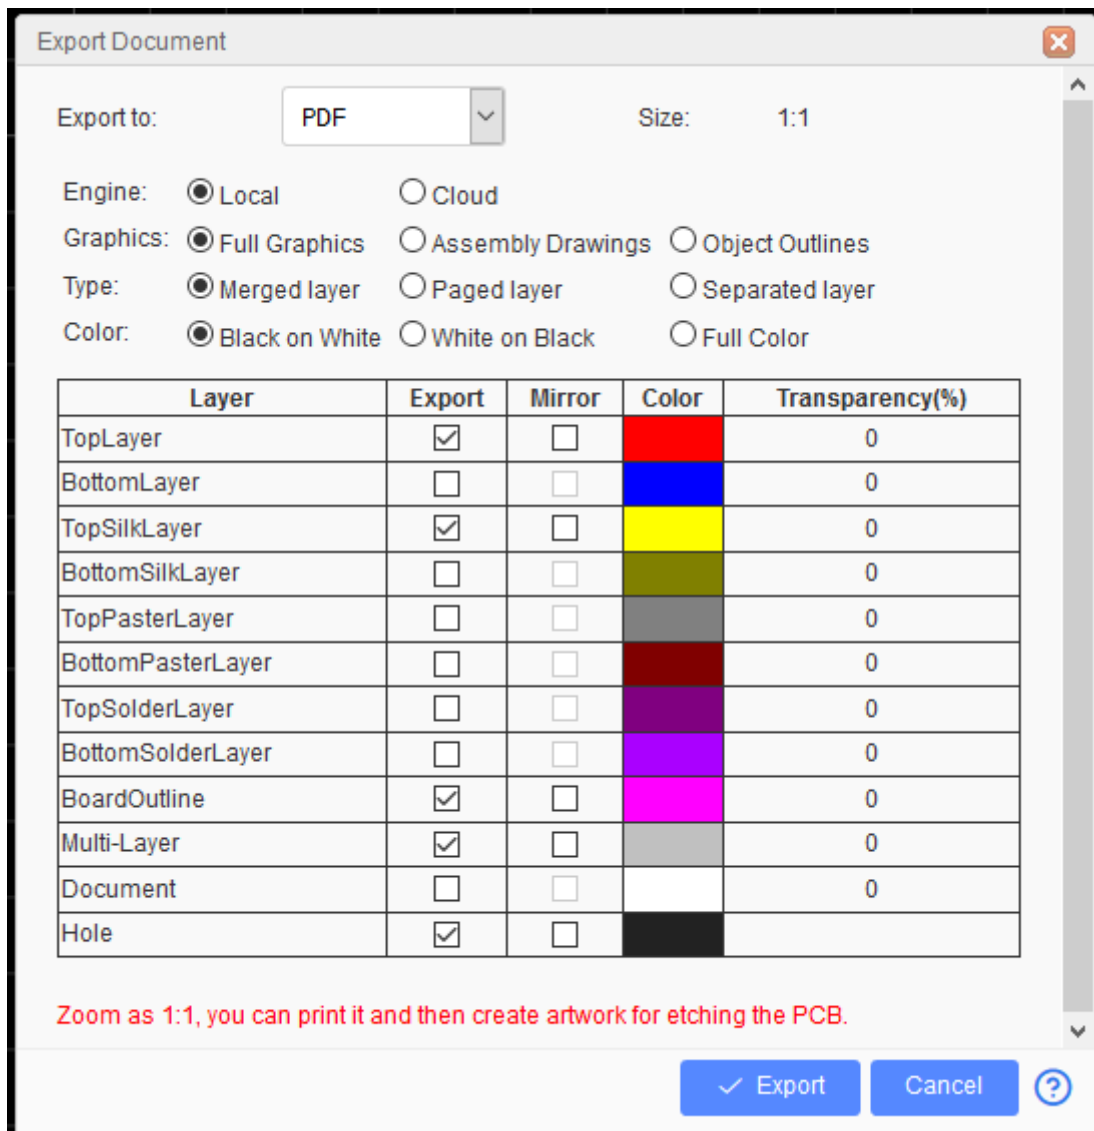 Export Document
Export to: PDF Size: 1:1
Engine: Local Cloud
Graphics: Full Graphics Assembly Drawings Object Outlines
Type: Merged layer Paged layer Separated layer
Color: Black on White White on Black Full Color
Layer Export Mirror Color Transparency(%)
TopLayer 0
BottomLayer 0
TopSilkLayer 0
BottomSilkLayer 0
TopPasterLayer 0
BottomPasterLayer 0
TopSolderLayer 0
BottomSolderLayer 0
BoardOutline 0
Multi-Layer 0
Document 0
Hole
Zoom as 1:1, you can print it and then create artwork for etching the PCB.
Export Cancel ?